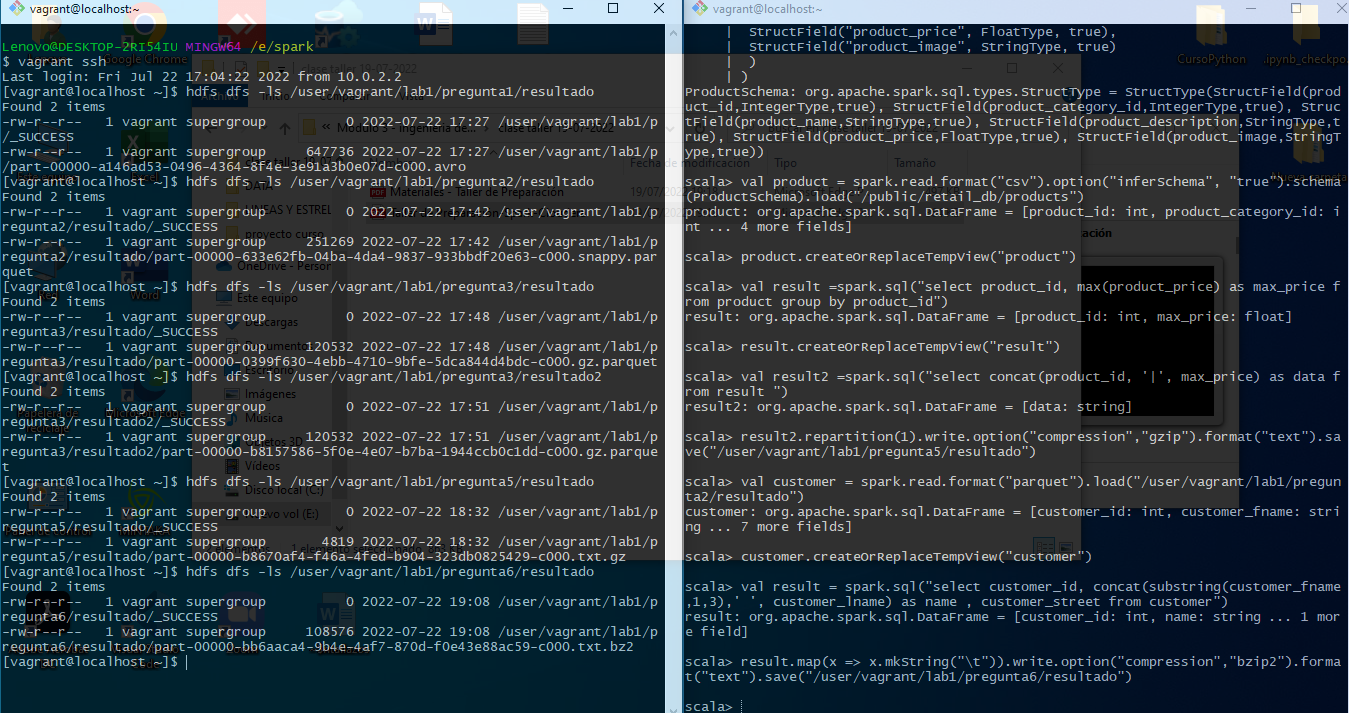 vagrant@localhost:~
Lenovo@DESKTOP-2RI54IU MINGW64 /e/spark
$ vagrant ssh
Last login: Fri Jul 22 17:04:22 2022 from 10.0.2.2
[vagrant@localhost ~]$ hdfs dfs -ls /user/vagrant/lab1/pregunta1/resultado
Found 2 items
-rw-r--r--   1 vagrant supergroup          0 2022-07-22 17:27 /user/vagrant/lab1/pregunta1/resultado
/_SUCCESS
-rw-r--r--   1 vagrant supergroup     647736 2022-07-22 17:27 /user/vagrant/lab1/pregunta1/resultado
/part-00000-a146ad53-0496-4364-8ff4e-3e91a3b0e07d-c000.avro
[vagrant@localhost ~]$ hdfs dfs -ls /user/vagrant/lab1/pregunta2/resultado
Found 2 items
-rw-r--r--   1 vagrant supergroup          0 2022-07-22 17:42 /user/vagrant/lab1/p
regunta2/resultado/_SUCCESS
-rw-r--r--   1 vagrant supergroup     251269 2022-07-22 17:42 /user/vagrant/lab1/p
regunta2/resultado/part-00000-633e62fb-04ba-4da4-9837-933bbdf20e63-c000.snappy.par
quet
[vagrant@localhost ~]$ hdfs dfs -ls /user/vagrant/lab1/pregunta3/resultado
Found 2 items
-rw-r--r--   1 vagrant supergroup          0 2022-07-22 17:48 /user/vagrant/lab1/p
regunta3/resultado/_SUCCESS
-rw-r--r--   1 vagrant supergroup     120532 2022-07-22 17:48 /user/vagrant/lab1/p
regunta3/resultado/part-00000-0399f630-4ebb-4710-9bfe-5dca844d4bdc-c000.gz.parquet
[vagrant@localhost ~]$ hdfs dfs -ls /user/vagrant/lab1/pregunta3/resultado2
Found 2 items
-rw-r--r--   1 vagrant supergroup          0 2022-07-22 17:51 /user/vagrant/lab1/p
regunta3/resultado2/_SUCCESS
-rw-r--r--   1 vagrant supergroup     120532 2022-07-22 17:51 /user/vagrant/lab1/p
regunta3/resultado2/part-00000-b8157586-5f0e-4e07-b7ba-1944ccb0c1dd-c000.gz.parque
t
[vagrant@localhost ~]$ hdfs dfs -ls /user/vagrant/lab1/pregunta5/resultado
Found 2 items
-rw-r--r--   1 vagrant supergroup          0 2022-07-22 18:32 /user/vagrant/lab1/p
regunta5/resultado/_SUCCESS
-rw-r--r--   1 vagrant supergroup       4819 2022-07-22 18:32 /user/vagrant/lab1/p
regunta5/resultado/part-00000-b8670af4-f46a-4fed-b904-323db0825429-c000.txt.gz
[vagrant@localhost ~]$ hdfs dfs -ls /user/vagrant/lab1/pregunta6/resultado
Found 2 items
-rw-r--r--   1 vagrant supergroup          0 2022-07-22 19:08 /user/vagrant/lab1/p
regunta6/resultado/_SUCCESS
-rw-r--r--   1 vagrant supergroup     108576 2022-07-22 19:08 /user/vagrant/lab1/p
regunta6/resultado/part-00000-bb6aaca4-9b4e-4af7-870d-f0e43e88ac59-c000.txt.bz2
[vagrant@localhost ~]$
vagrant@localhost:~
|  StructField("product_price", FloatType, true),
|  StructField("product_image", StringType, true)
|  )
| )
ProductSchema: org.apache.spark.sql.types.StructType = StructType(StructField(prod
uct_id,IntegerType,true), StructField(product_category_id,IntegerType,true), Struc
tField(product_name,StringType,true), StructField(product_description,StringType,t
rue), StructField(product_price,FloatType,true), StructField(product_image,StringT
ype,true))
scala> val product = spark.read.format("csv").option("inferSchema", "true").schema
(ProductSchema).load("/public/retail_db/products")
product: org.apache.spark.sql.DataFrame = [product_id: int, product_category_id: i
nt ... 4 more fields]
scala> product.createOrReplaceTempView("product")
scala> val result =spark.sql("select product_id, max(product_price) as max_price f
rom product group by product_id")
result: org.apache.spark.sql.DataFrame = [product_id: int, max_price: float]
scala> result.createOrReplaceTempView("result")
scala> val result2 =spark.sql("select concat(product_id, '|', max_price) as data f
rom result ")
result2: org.apache.spark.sql.DataFrame = [data: string]
scala> result2.repartition(1).write.option("compression","gzip").format("text").sa
ve("/user/vagrant/lab1/pregunta5/resultado")
scala> val customer = spark.read.format("parquet").load("/user/vagrant/lab1/pregun
ta2/resultado")
customer: org.apache.spark.sql.DataFrame = [customer_id: int, customer_fname: stri
ng ... 7 more fields]
scala> customer.createOrReplaceTempView("customer")
scala> val result = spark.sql("select customer_id, concat(substring(customer_fname
,1,3),' ', customer_lname) as name , customer_street from customer")
result: org.apache.spark.sql.DataFrame = [customer_id: int, name: string ... 1 mor
e field]
scala> result.map(x => x.mkString("\t")).write.option("compression","bzip2").forma
t("text").save("/user/vagrant/lab1/pregunta6/resultado")
scala>
CursoPython
.ipynb_checkpo